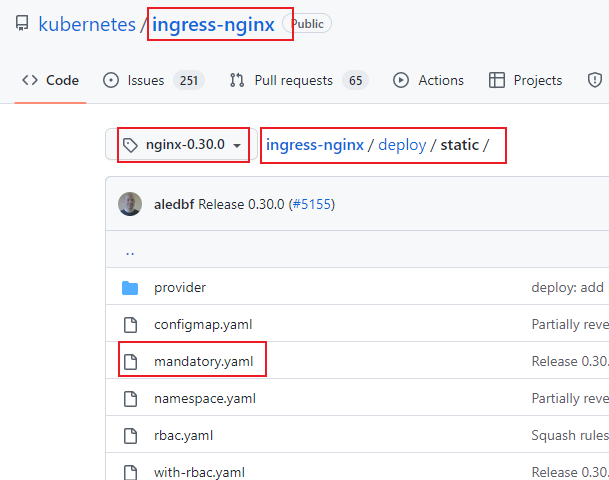 kubernetes / ingress-nginx Public
Code Issues 251 Pull requests 65 Actions Projects
nginx-0.30.0 ingress-nginx / deploy / static /
aledbf Release 0.30.0 (#5155)
..
provider deploy: add
configmap.yaml Partially reve
mandatory.yaml Release 0.30.
namespace.yaml Partially reve
rbac.yaml Squash rules
with-rbac.yaml Release 0.30.